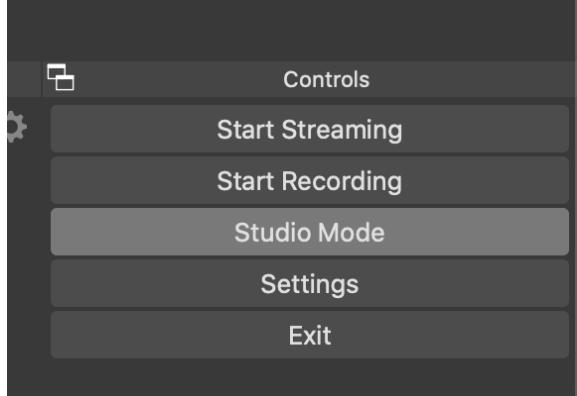 Controls
Start Streaming
Start Recording
Studio Mode
Settings
Exit